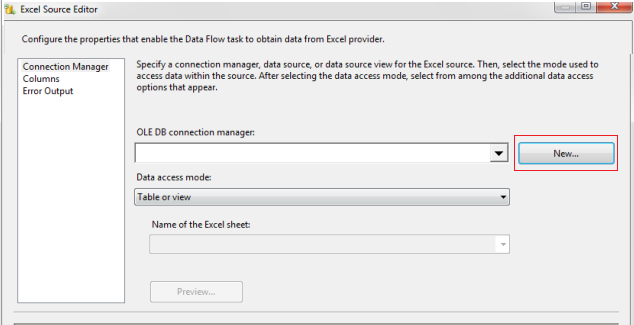 Excel Source Editor
Configure the properties that enable the Data Flow task to obtain data from Excel provider.
Connection Manager
Columns
Error Output
Specify a connection manager, data source, or data source view for the Excel source. Then, select the mode used to
access data within the source. After selecting the data access mode, select from among the additional data access
options that appear.
OLE DB connection manager:
New...
Data access mode:
Table or view
Name of the Excel sheet:
Preview...